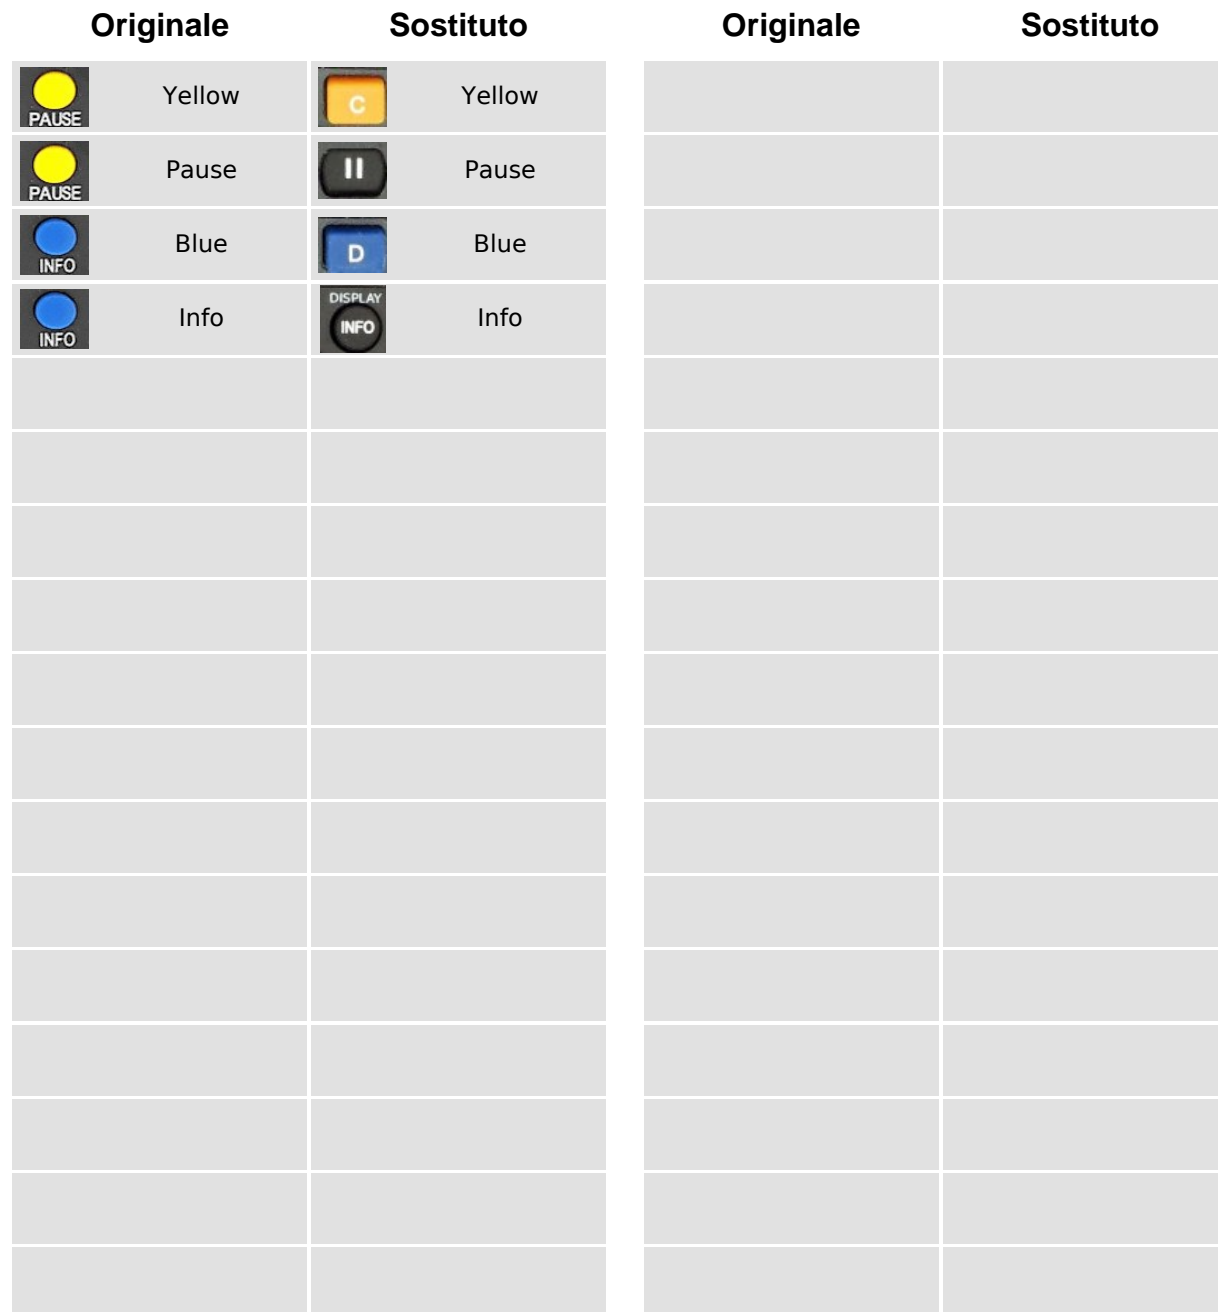 Originale Sostituto Originale Sostituto
PAUSE Yellow C Yellow
PAUSE Pause Pause
INFO Blue D Blue
INFO Info DISPLAY INFO Info